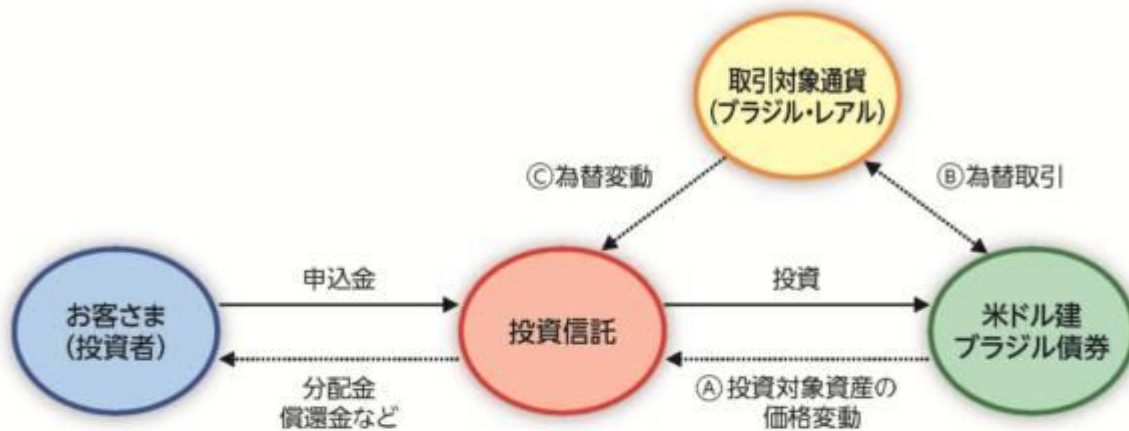 取引対象通貨
(ブラジル・レアル)
Ⓒ為替変動
Ⓑ為替取引
申込金
投資
お客さま
(投資者)
投資信託
米ドル建
ブラジル債券
分配金
償還金など
Ⓐ投資対象資産の
価格変動